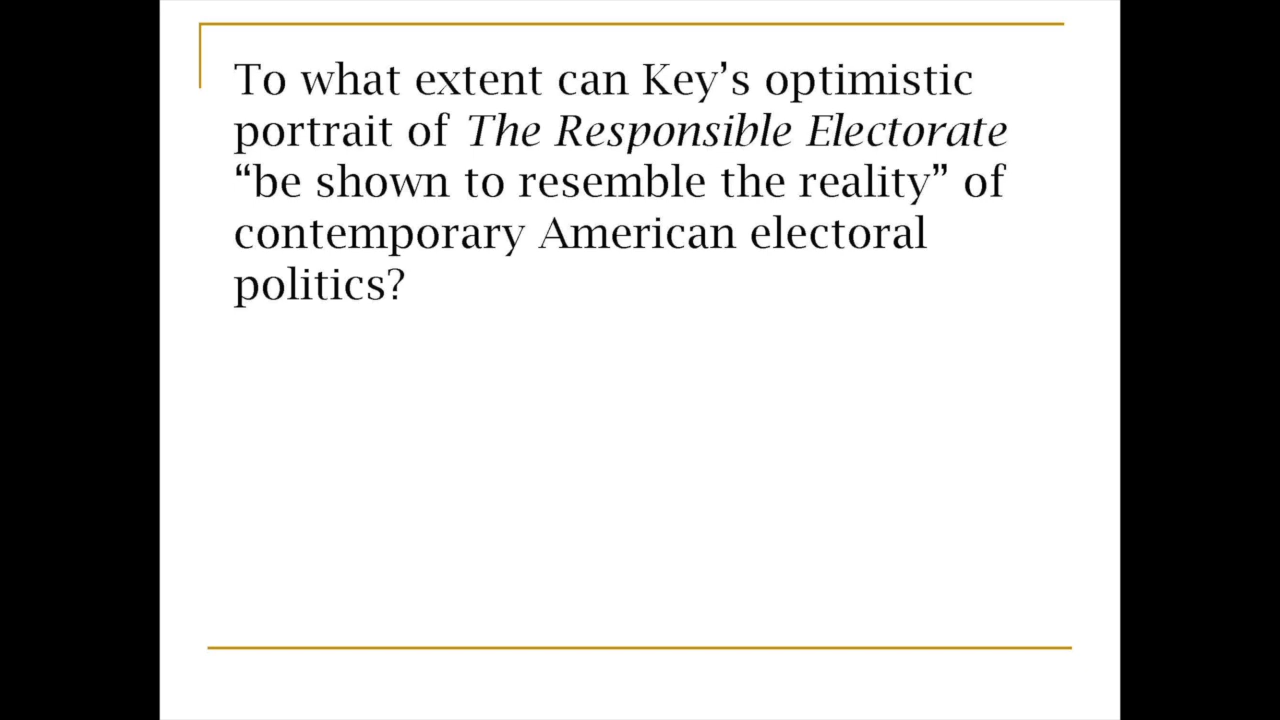 To what extent can Key’s optimistic
portrait of The Responsible Electorate
“be shown to resemble the reality” of
contemporary American electoral
politics?